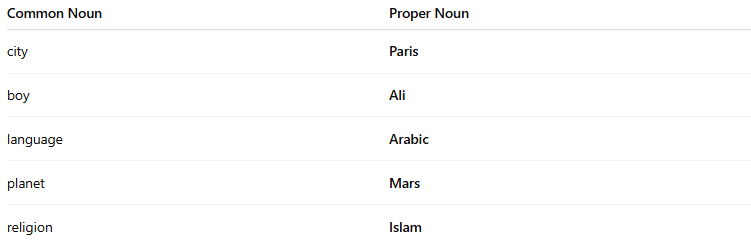 Common Noun Proper Noun
city Paris
boy Ali
language Arabic
planet Mars
religion Islam